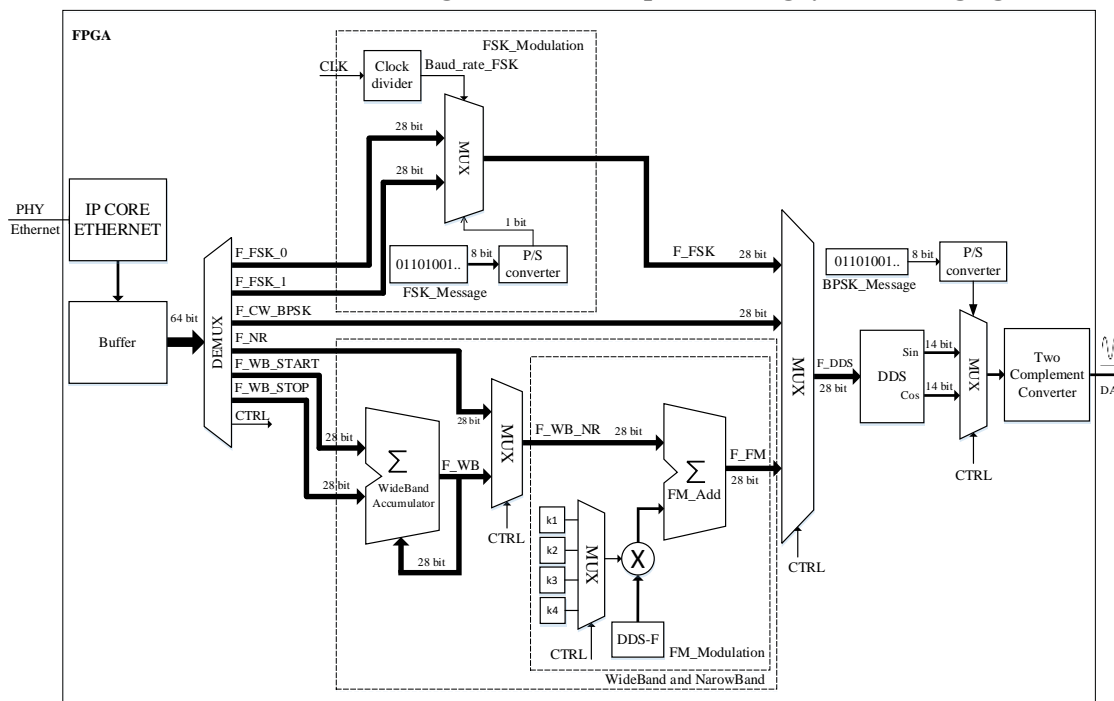 FPGA
FSK_Modulation
CLK
Clock
divider
Baud_rate_FSK
28 bit
MUX
28 bit
1 bit
PHY
Ethernet
IP CORE
ETHERNET
F_FSK_0
F_FSK_1
01101001..
8 bit
P/S
converter
FSK_Message
F_FSK
28 bit
01101001..
8 bit
P/S
converter
BPSK_Message
Buffer
64 bit
DEMUX
F_CW_BPSK
28 bit
F_NR
F_WB_START
F_WB_STOP
CTRL
28 bit
28 bit
28 bit
Σ
WideBand
Accumulator
F_WB
28 bit
MUX
CTRL
F_WB_NR
28 bit
Σ
FM_Add
F_FM
28 bit
k1
k2
k3
k4
MUX
X
CTRL
DDS-F
FM_Modulation
WideBand and NarowBand
MUX
CTRL
F_DDS
28 bit
DDS
Sin
Cos
14 bit
14 bit
MUX
CTRL
Two
Complement
Converter